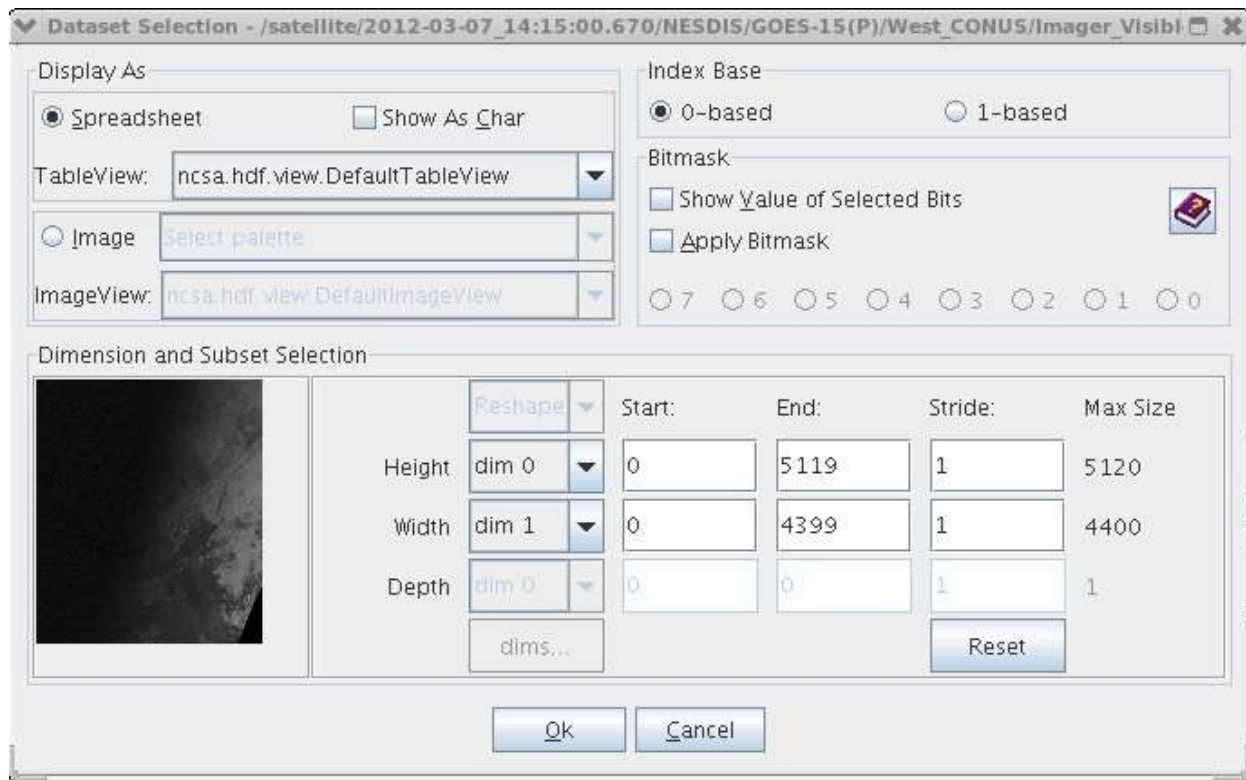 Dataset Selection - /satellite/2012-03-07_14:15:00.670/NESDIS/GOES-15(P)/West_CONUS/Imager_Visibl
Display As
Spreadsheet
Show As Char
TableView:
ncsa.hdf.view.DefaultTableView
Image
Select palette
ImageView:
ncsa.hdf.view.DefaultImageView
Index Base
0-based
1-based
Bitmask
Show Value of Selected Bits
Apply Bitmask
7 6 5 4 3 2 1 0
Dimension and Subset Selection
Reshape Start: End: Stride: Max Size
Height dim 0 0 5119 1 5120
Width dim 1 0 4399 1 4400
Depth dim 0 0 0 1 1
dims... Reset
Ok Cancel